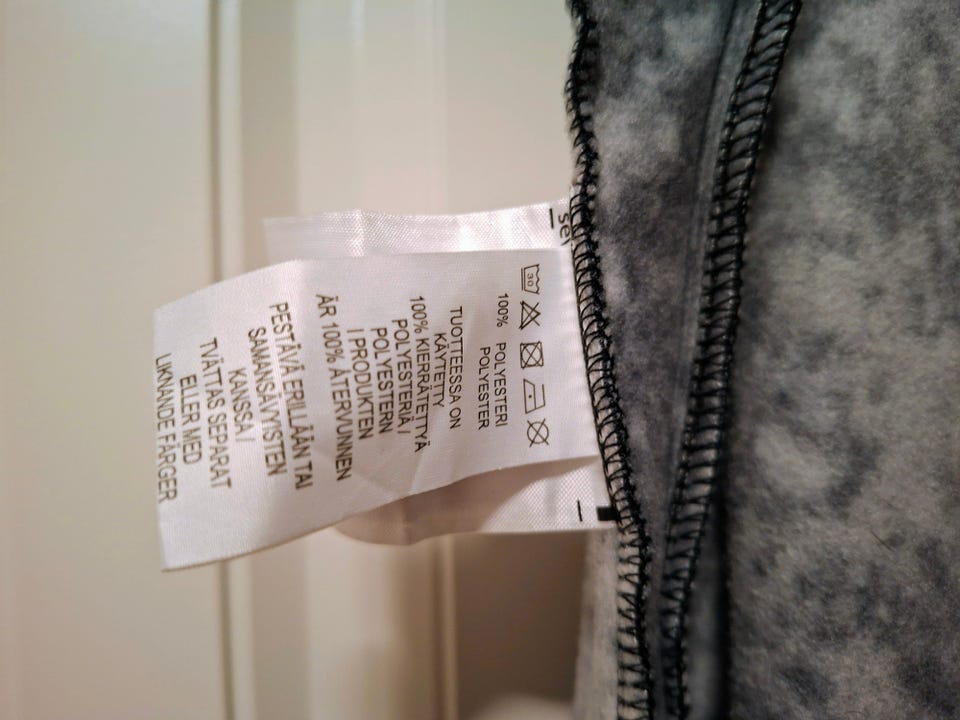 30
100% POLYESTERI
POLYESTER
TUOTTEESSA ON
KÄYTETTY
100% KIERRÄTETTYÄ
POLYESTERIÄ /
POLYESTERN
I PRODUKTEN
ÄR 100% ÅTERVUNNEN
PESTÄVÄ ERILLÄÄN TAI
SAMANSÄVYISTEN
KANSSA /
TVÄTTAS SEPARAT
ELLER MED
LIKNANDE FÄRGER